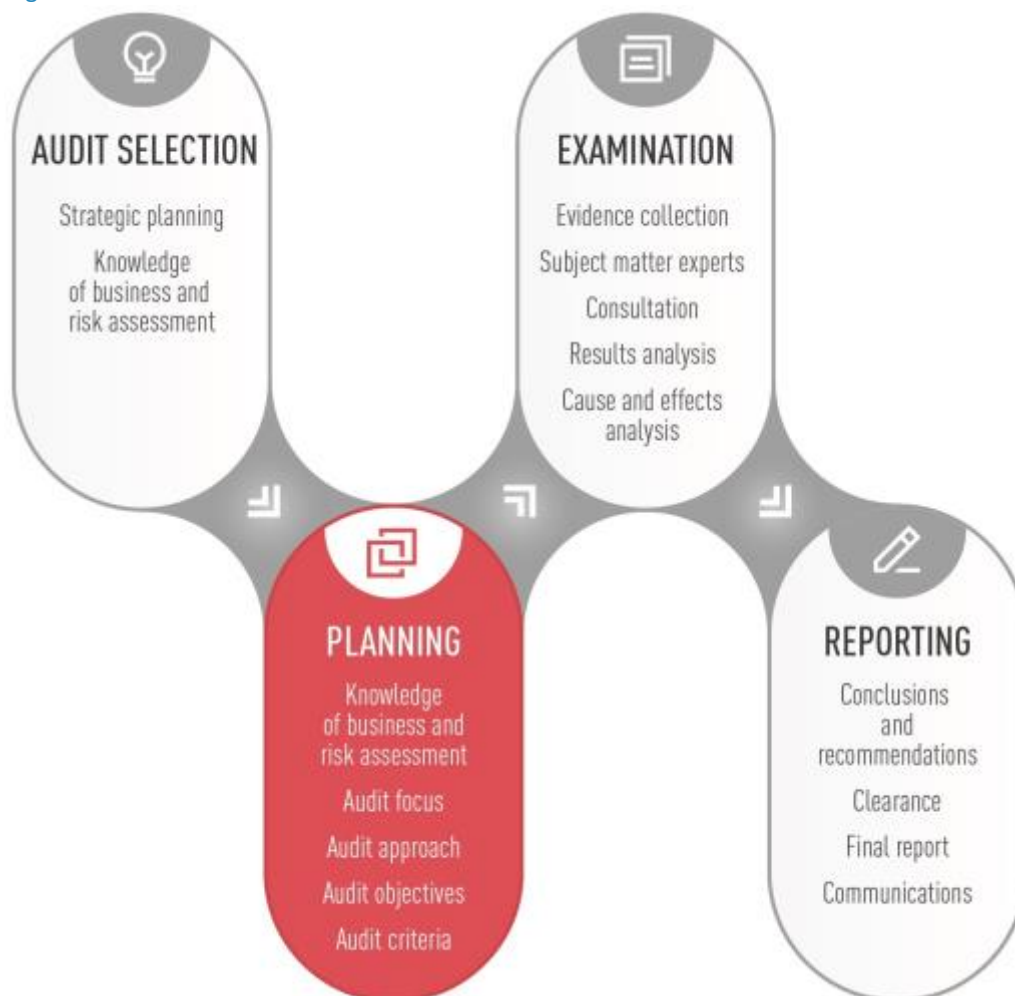 AUDIT SELECTION
Strategic planning
Knowledge
of business and
risk assessment
PLANNING
Knowledge
of business and
risk assessment
Audit focus
Audit approach
Audit objectives
Audit criteria
EXAMINATION
Evidence collection
Subject matter experts
Consultation
Results analysis
Cause and effects
analysis
REPORTING
Conclusions
and
recommendations
Clearance
Final report
Communications